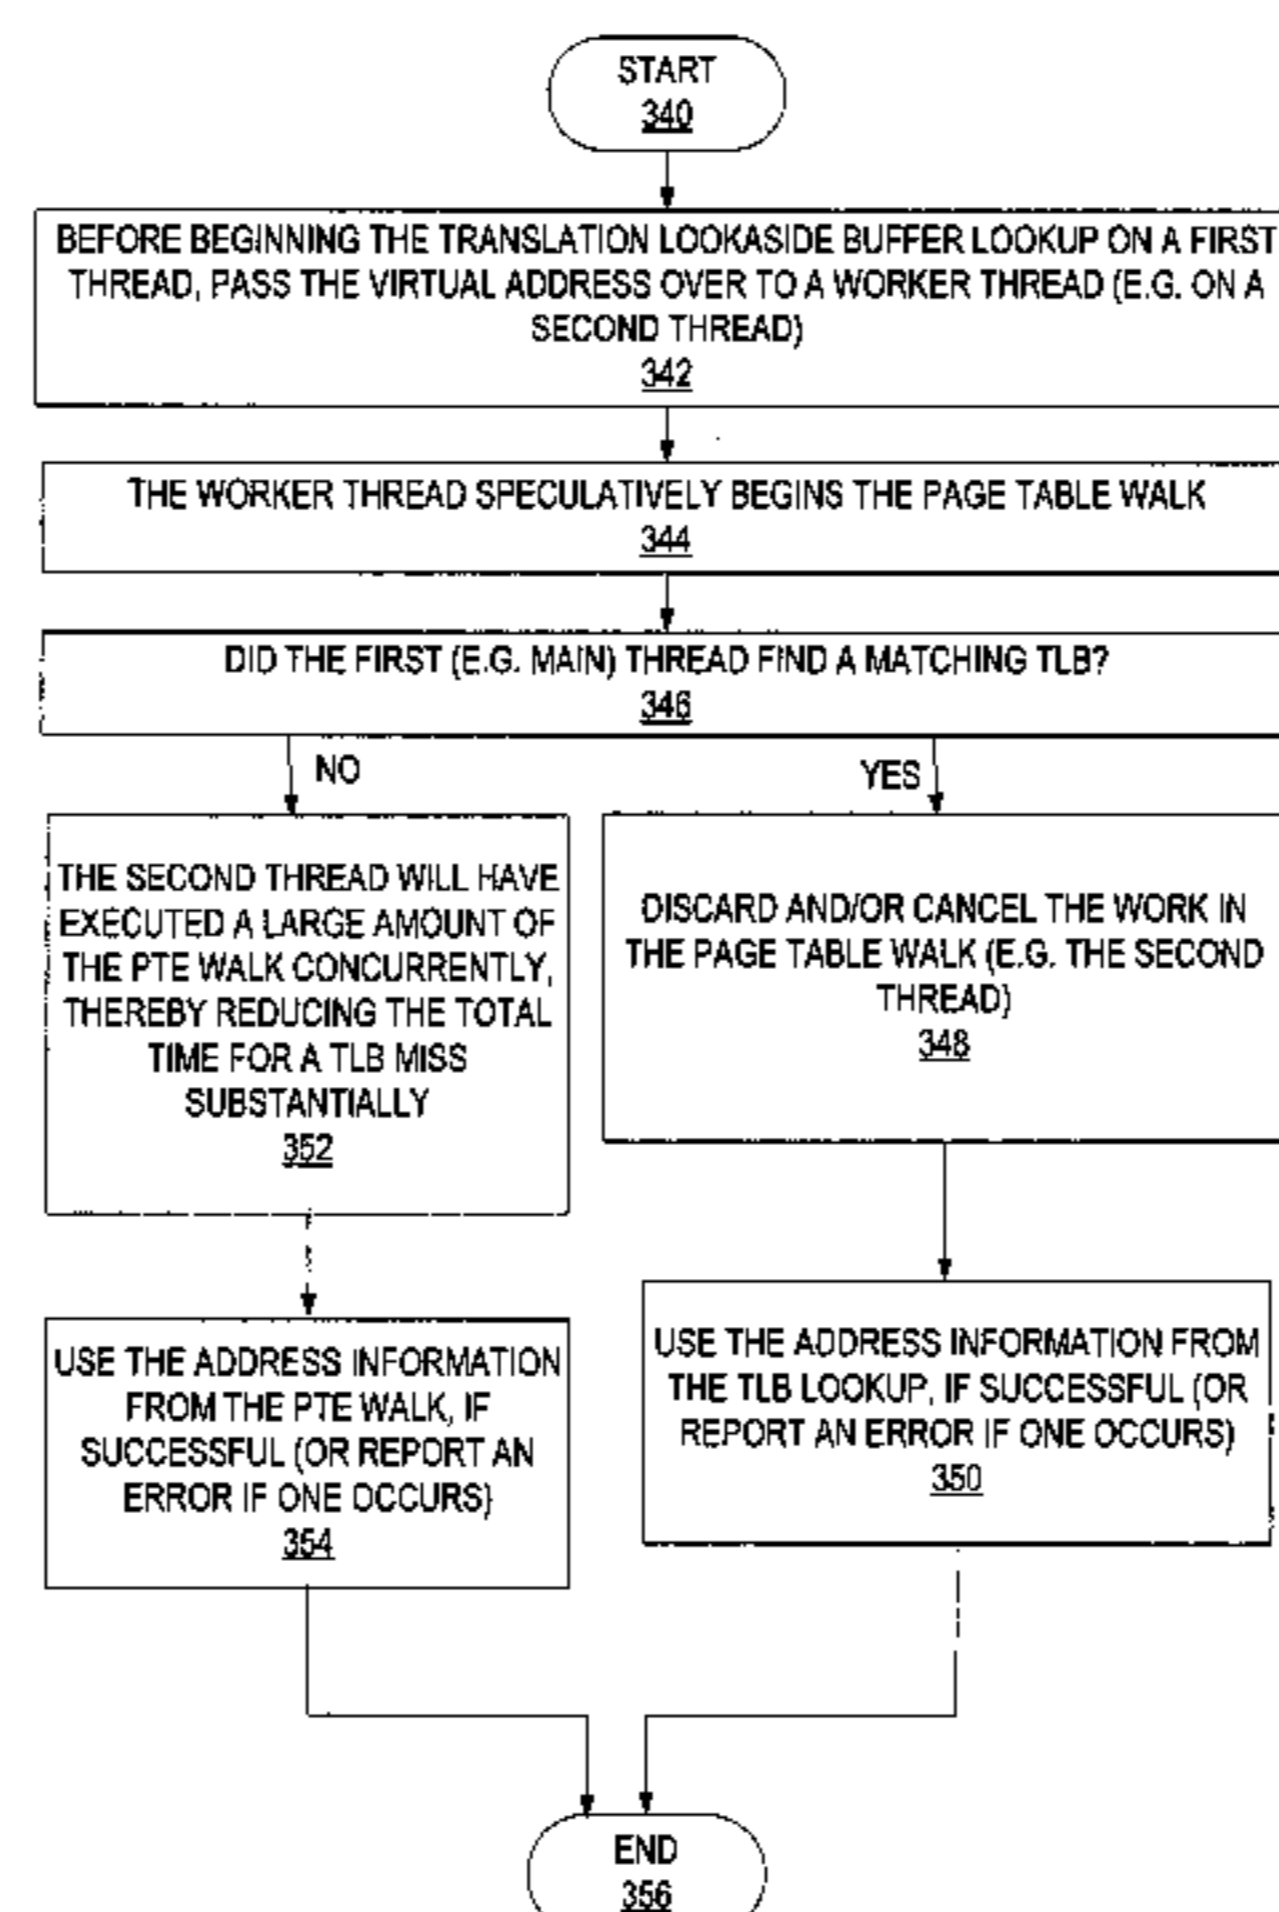 START
340
BEFORE BEGINNING THE TRANSLATION LOOKASIDE BUFFER LOOKUP ON A FIRST
THREAD, PASS THE VIRTUAL ADDRESS OVER TO A WORKER THREAD (E.G. ON A
SECOND THREAD)
342
THE WORKER THREAD SPECULATIVELY BEGINS THE PAGE TABLE WALK
344
DID THE FIRST (E.G. MAIN) THREAD FIND A MATCHING TLB?
346
NO
YES
THE SECOND THREAD WILL HAVE
EXECUTED A LARGE AMOUNT OF
THE PTE WALK CONCURRENTLY,
THEREBY REDUCING THE TOTAL
TIME FOR A TLB MISS
SUBSTANTIALLY
352
DISCARD AND/OR CANCEL THE WORK IN
THE PAGE TABLE WALK (E.G. THE SECOND
THREAD)
348
USE THE ADDRESS INFORMATION
FROM THE PTE WALK, IF
SUCCESSFUL (OR REPORT AN
ERROR IF ONE OCCURS)
354
USE THE ADDRESS INFORMATION FROM
THE TLB LOOKUP, IF SUCCESSFUL (OR
REPORT AN ERROR IF ONE OCCURS)
350
END
356